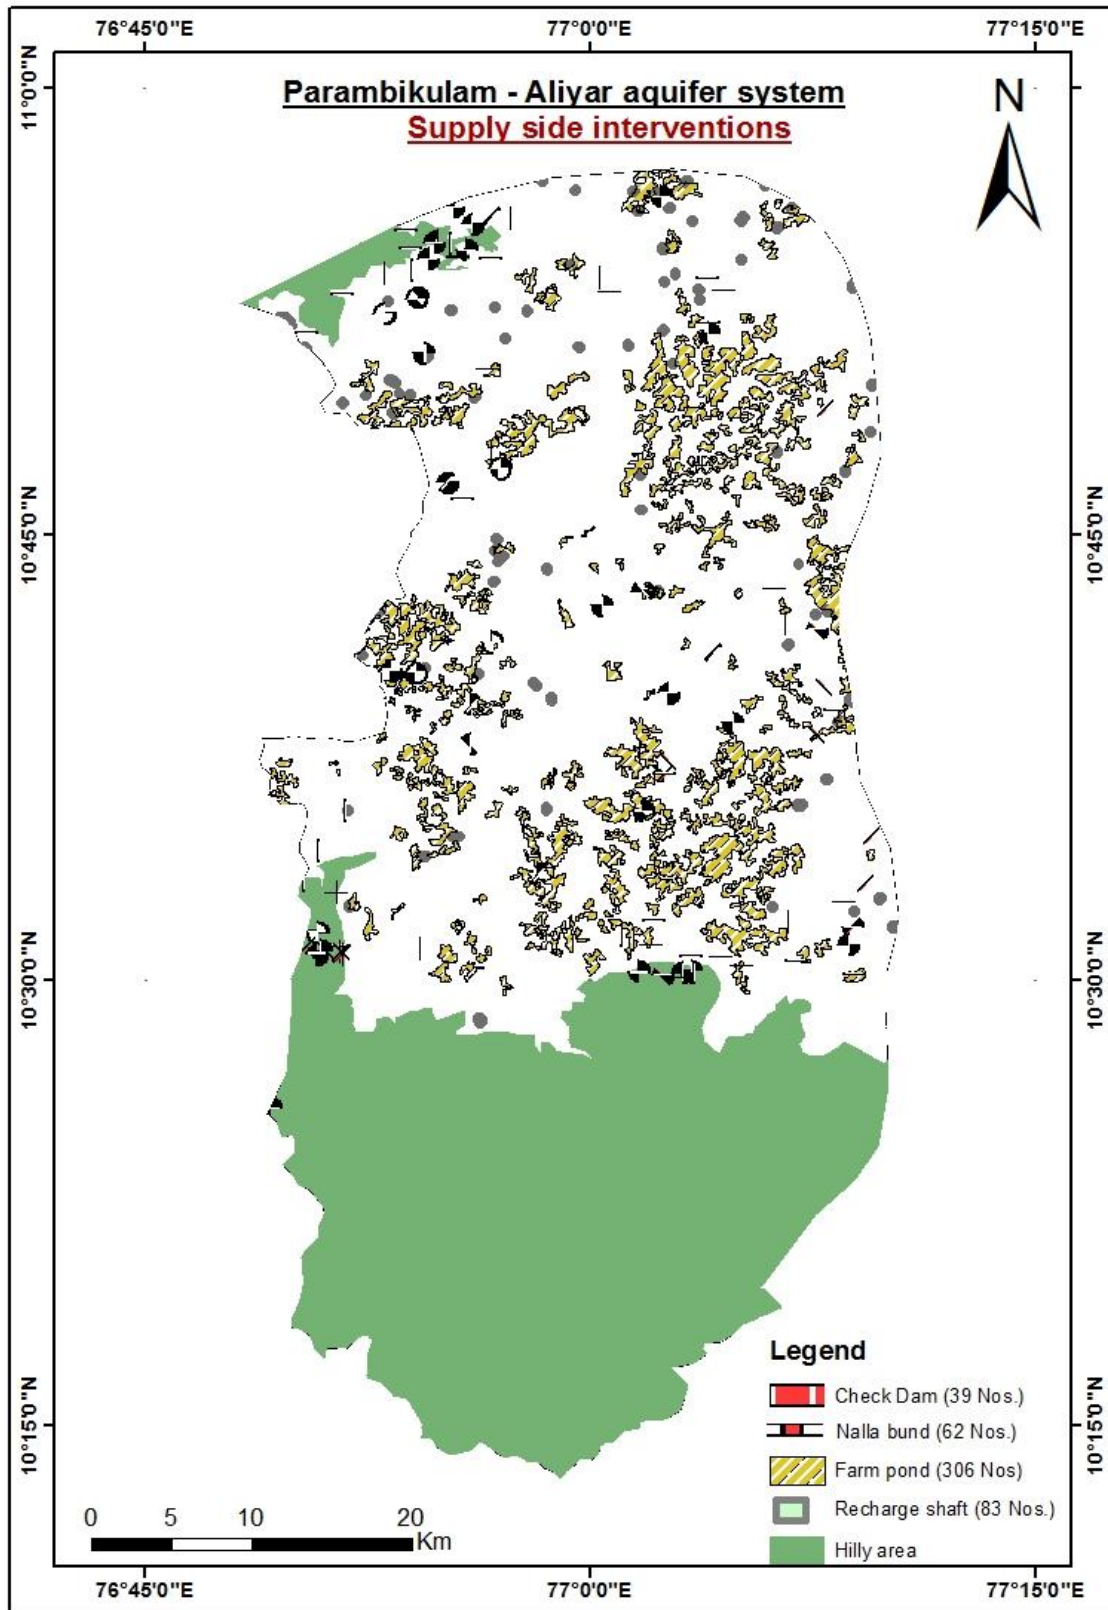 76°45'0"E 77°0'0"E 77°15'0"E
11°0'0"N
Parambikulam - Aliyar aquifer system
Supply side interventions
N
10°45'0"N 10°45'0"N
10°30'0"N 10°30'0"N
Legend
Check Dam (39 Nos.)
10°15'0"N 10°15'0"N
Nalla bund (62 Nos.)
Farm pond (306 Nos)
Recharge shaft (83 Nos.)
0 5 10 20
Km
Hilly area
76°45'0"E 77°0'0"E 77°15'0"E